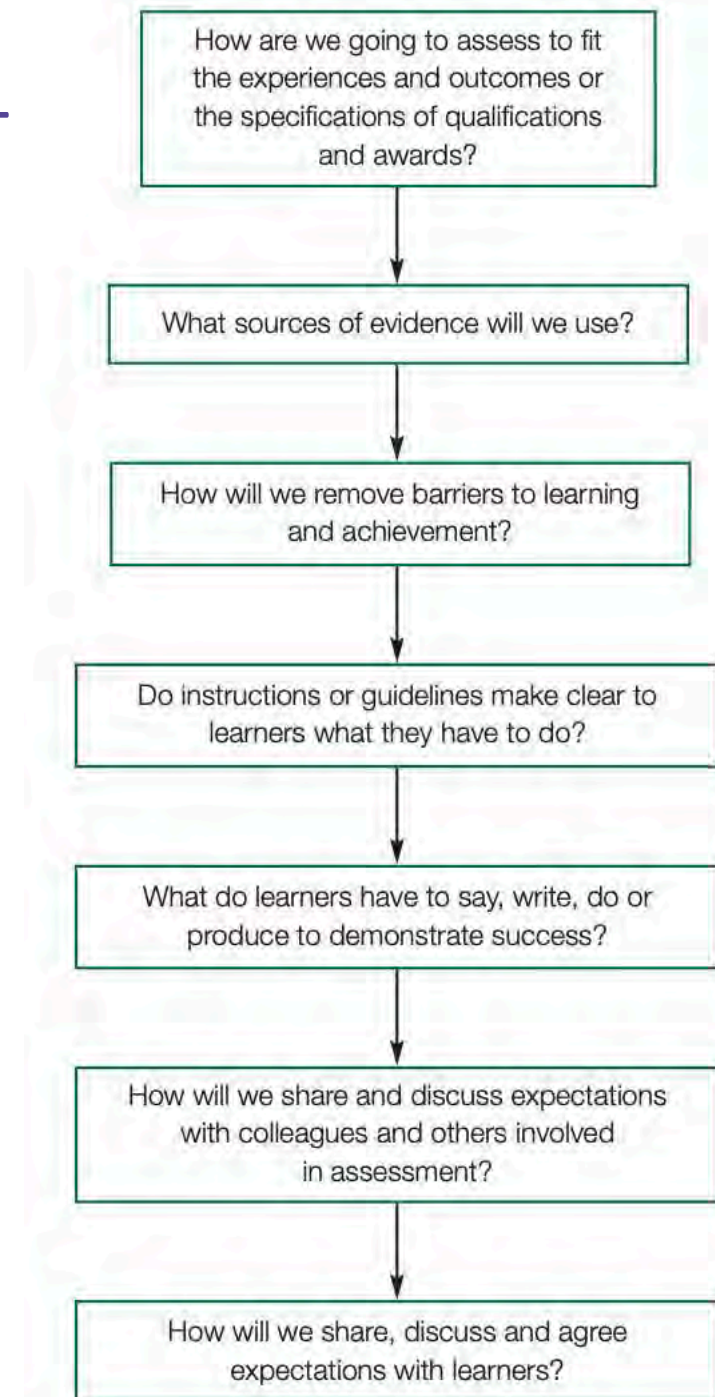 How are we going to assess to fit
the experiences and outcomes or
the specifications of qualifications
and awards?
What sources of evidence will we use?
How will we remove barriers to learning
and achievement?
Do instructions or guidelines make clear to
learners what they have to do?
What do learners have to say, write, do or
produce to demonstrate success?
How will we share and discuss expectations
with colleagues and others involved
in assessment?
How will we share, discuss and agree
expectations with learners?